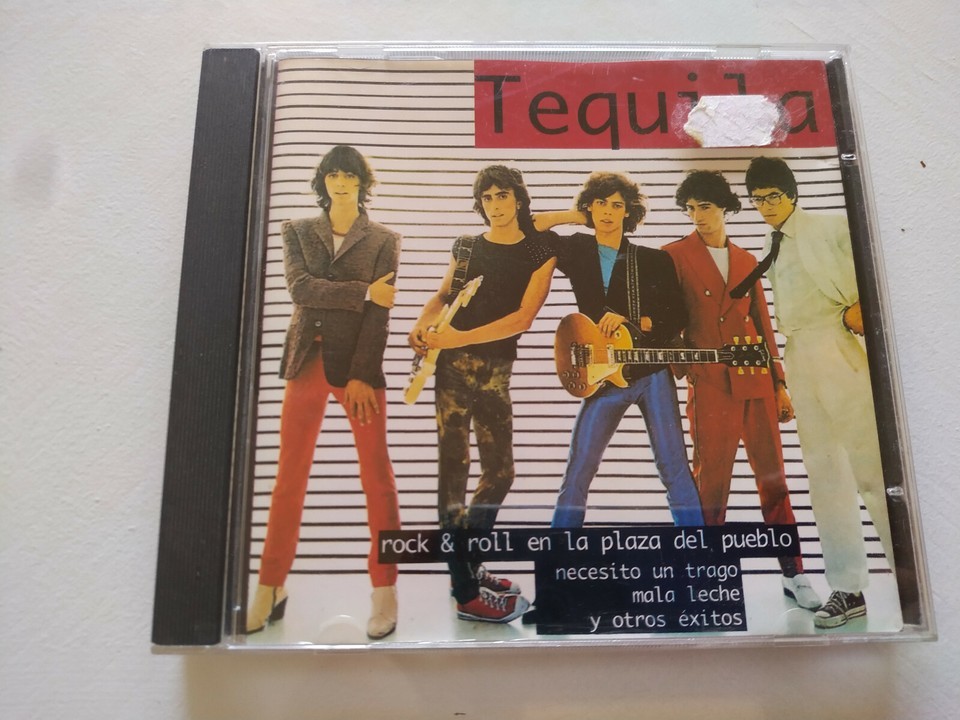 Tequila
rock & roll en la plaza del pueblo
necesito un trago
mala leche
y otros éxitos